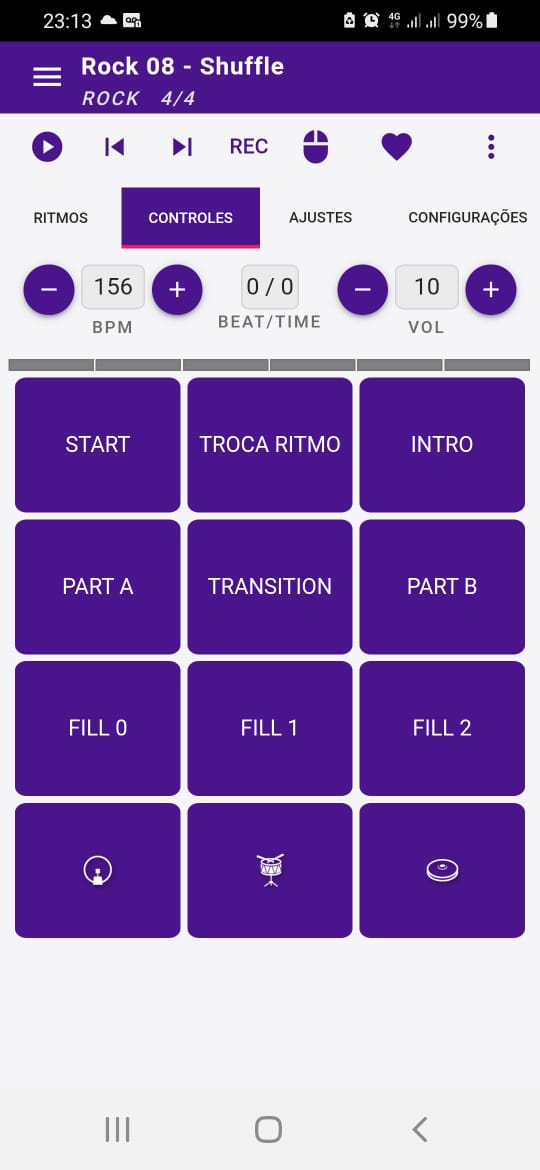 23:13 4G 99%
Rock 08 - Shuffle
ROCK 4/4
REC
RITMOS CONTROLES AJUSTES CONFIGURAÇÕES
156 0 / 0 10
BPM BEAT/TIME VOL
START TROCA RITMO INTRO
PART A TRANSITION PART B
FILL 0 FILL 1 FILL 2